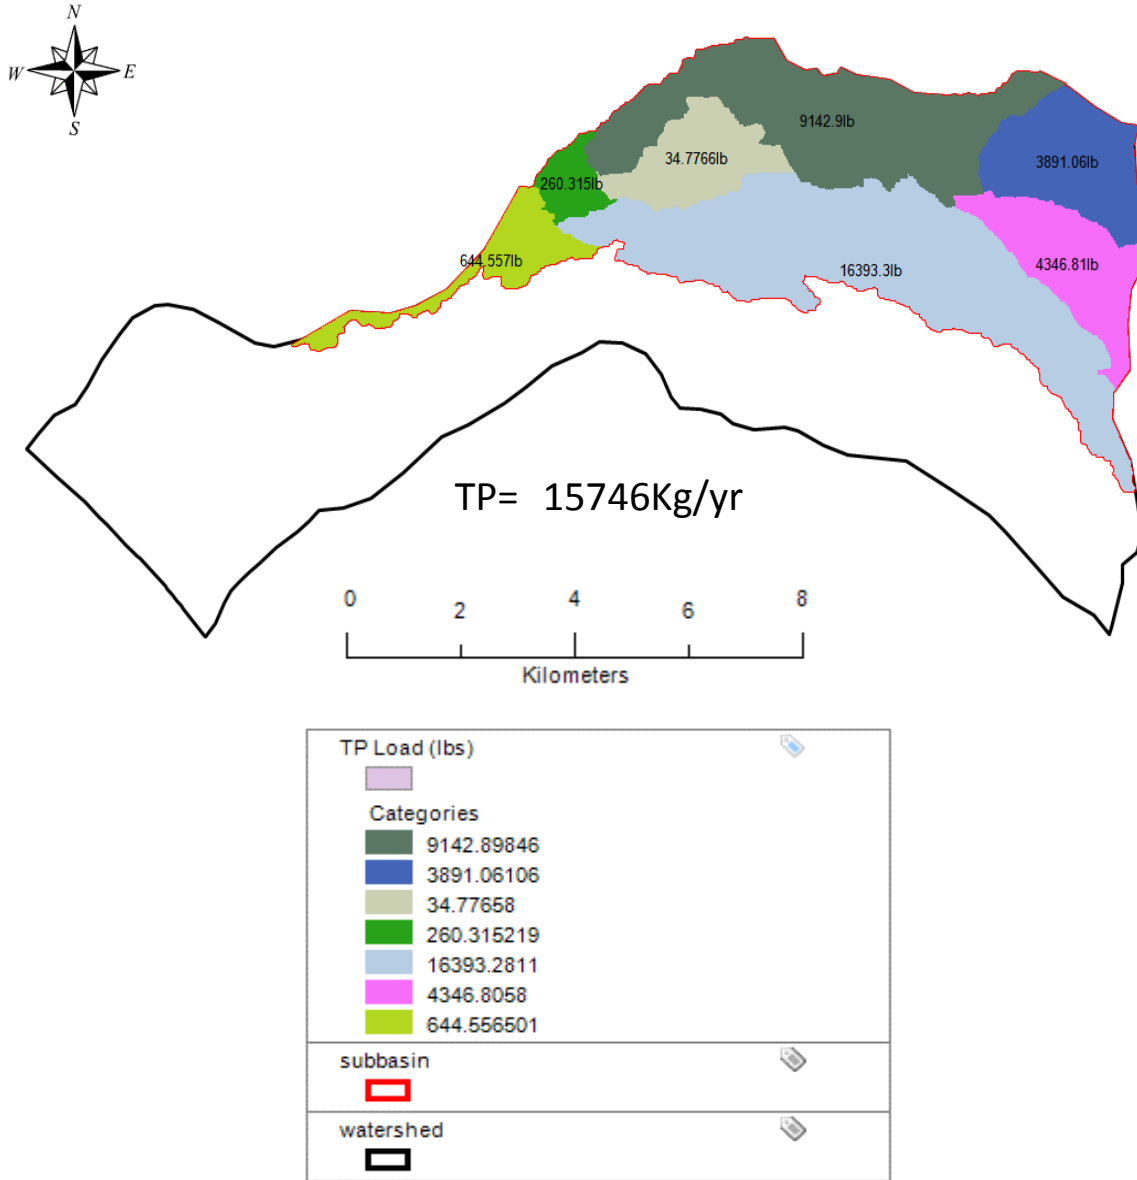 N
W E
S
9142.9lb
34.7766lb
3891.06lb
260.315lb
644.557lb
16393.3lb
4346.81lb
TP= 15746Kg/yr
0 2 4 6 8
Kilometers
TP Load (lbs)
Categories
9142.89846
3891.06106
34.77658
260.315219
16393.2811
4346.8058
644.556501
subbasin
watershed